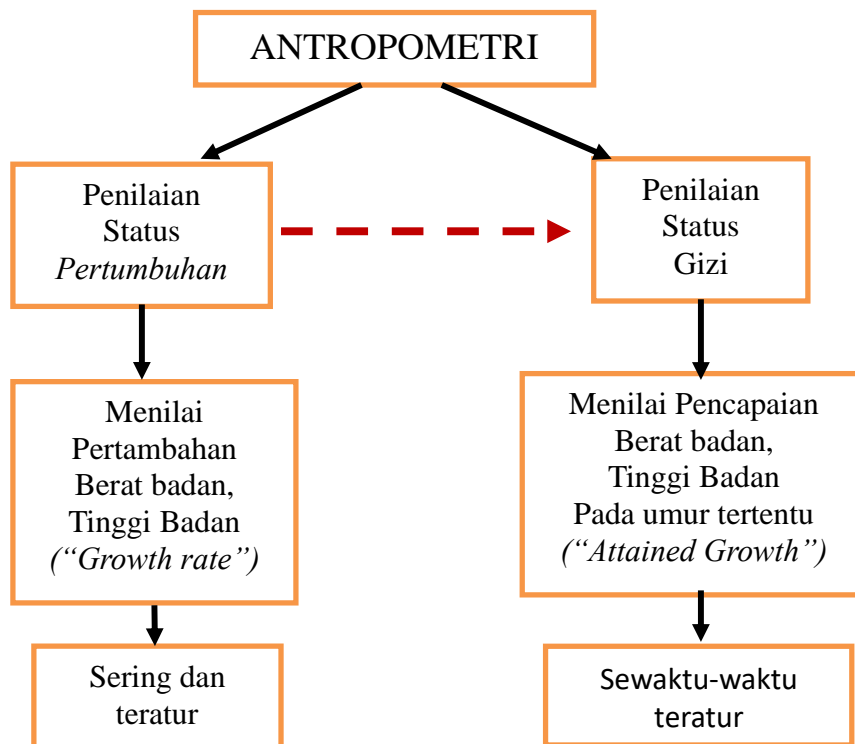 ANTROPOMETRI
Penilaian
Status
Pertumbuhan
Penilaian
Status
Gizi
Menilai
Pertambahan
Berat badan,
Tinggi Badan
(“Growth rate”)
Menilai Pencapaian
Berat badan,
Tinggi Badan
Pada umur tertentu
(“Attained Growth”)
Sering dan
teratur
Sewaktu-waktu
teratur